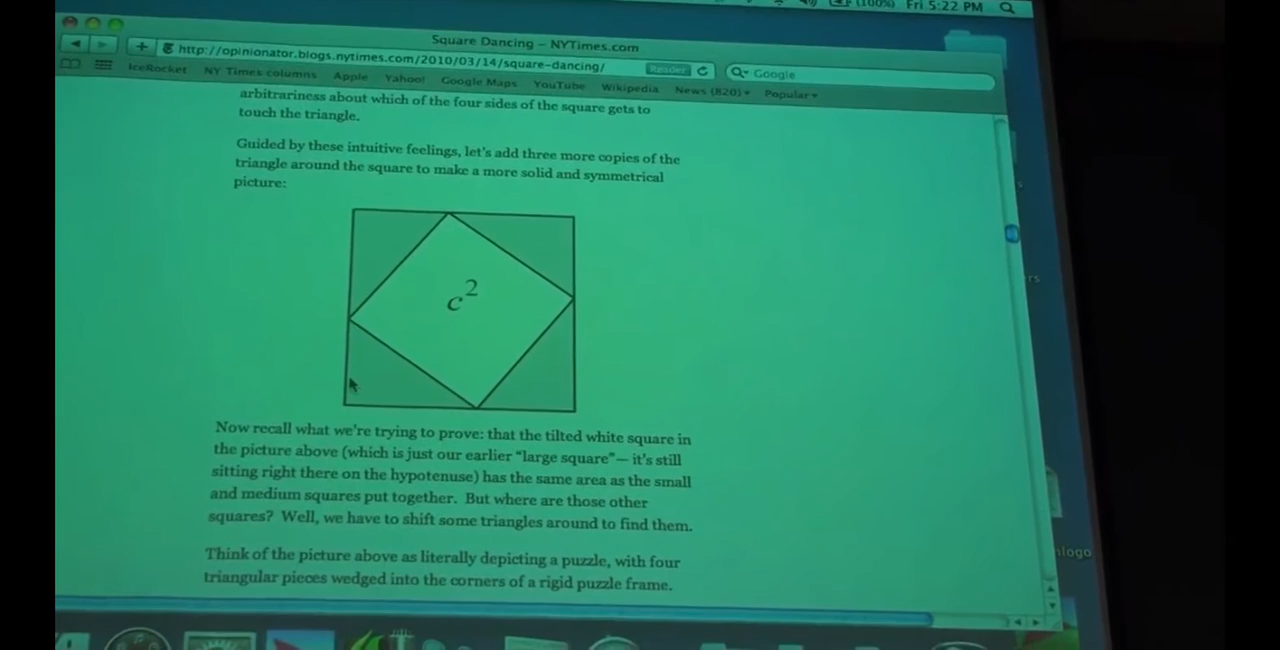 (100%) Fri 5:22 PM
Square Dancing – NYTimes.com
http://opinionator.blogs.nytimes.com/2010/03/14/square-dancing/ Reader Google
IceRocket NY Times columns Apple Yahoo! Google Maps YouTube Wikipedia News (820) Popular
arbitrariness about which of the four sides of the square gets to
touch the triangle.
Guided by these intuitive feelings, let's add three more copies of the
triangle around the square to make a more solid and symmetrical
picture:
c²
Now recall what we're trying to prove: that the tilted white square in
the picture above (which is just our earlier "large square"— it's still
sitting right there on the hypotenuse) has the same area as the small
and medium squares put together. But where are those other
squares? Well, we have to shift some triangles around to find them.
Think of the picture above as literally depicting a puzzle, with four
triangular pieces wedged into the corners of a rigid puzzle frame.